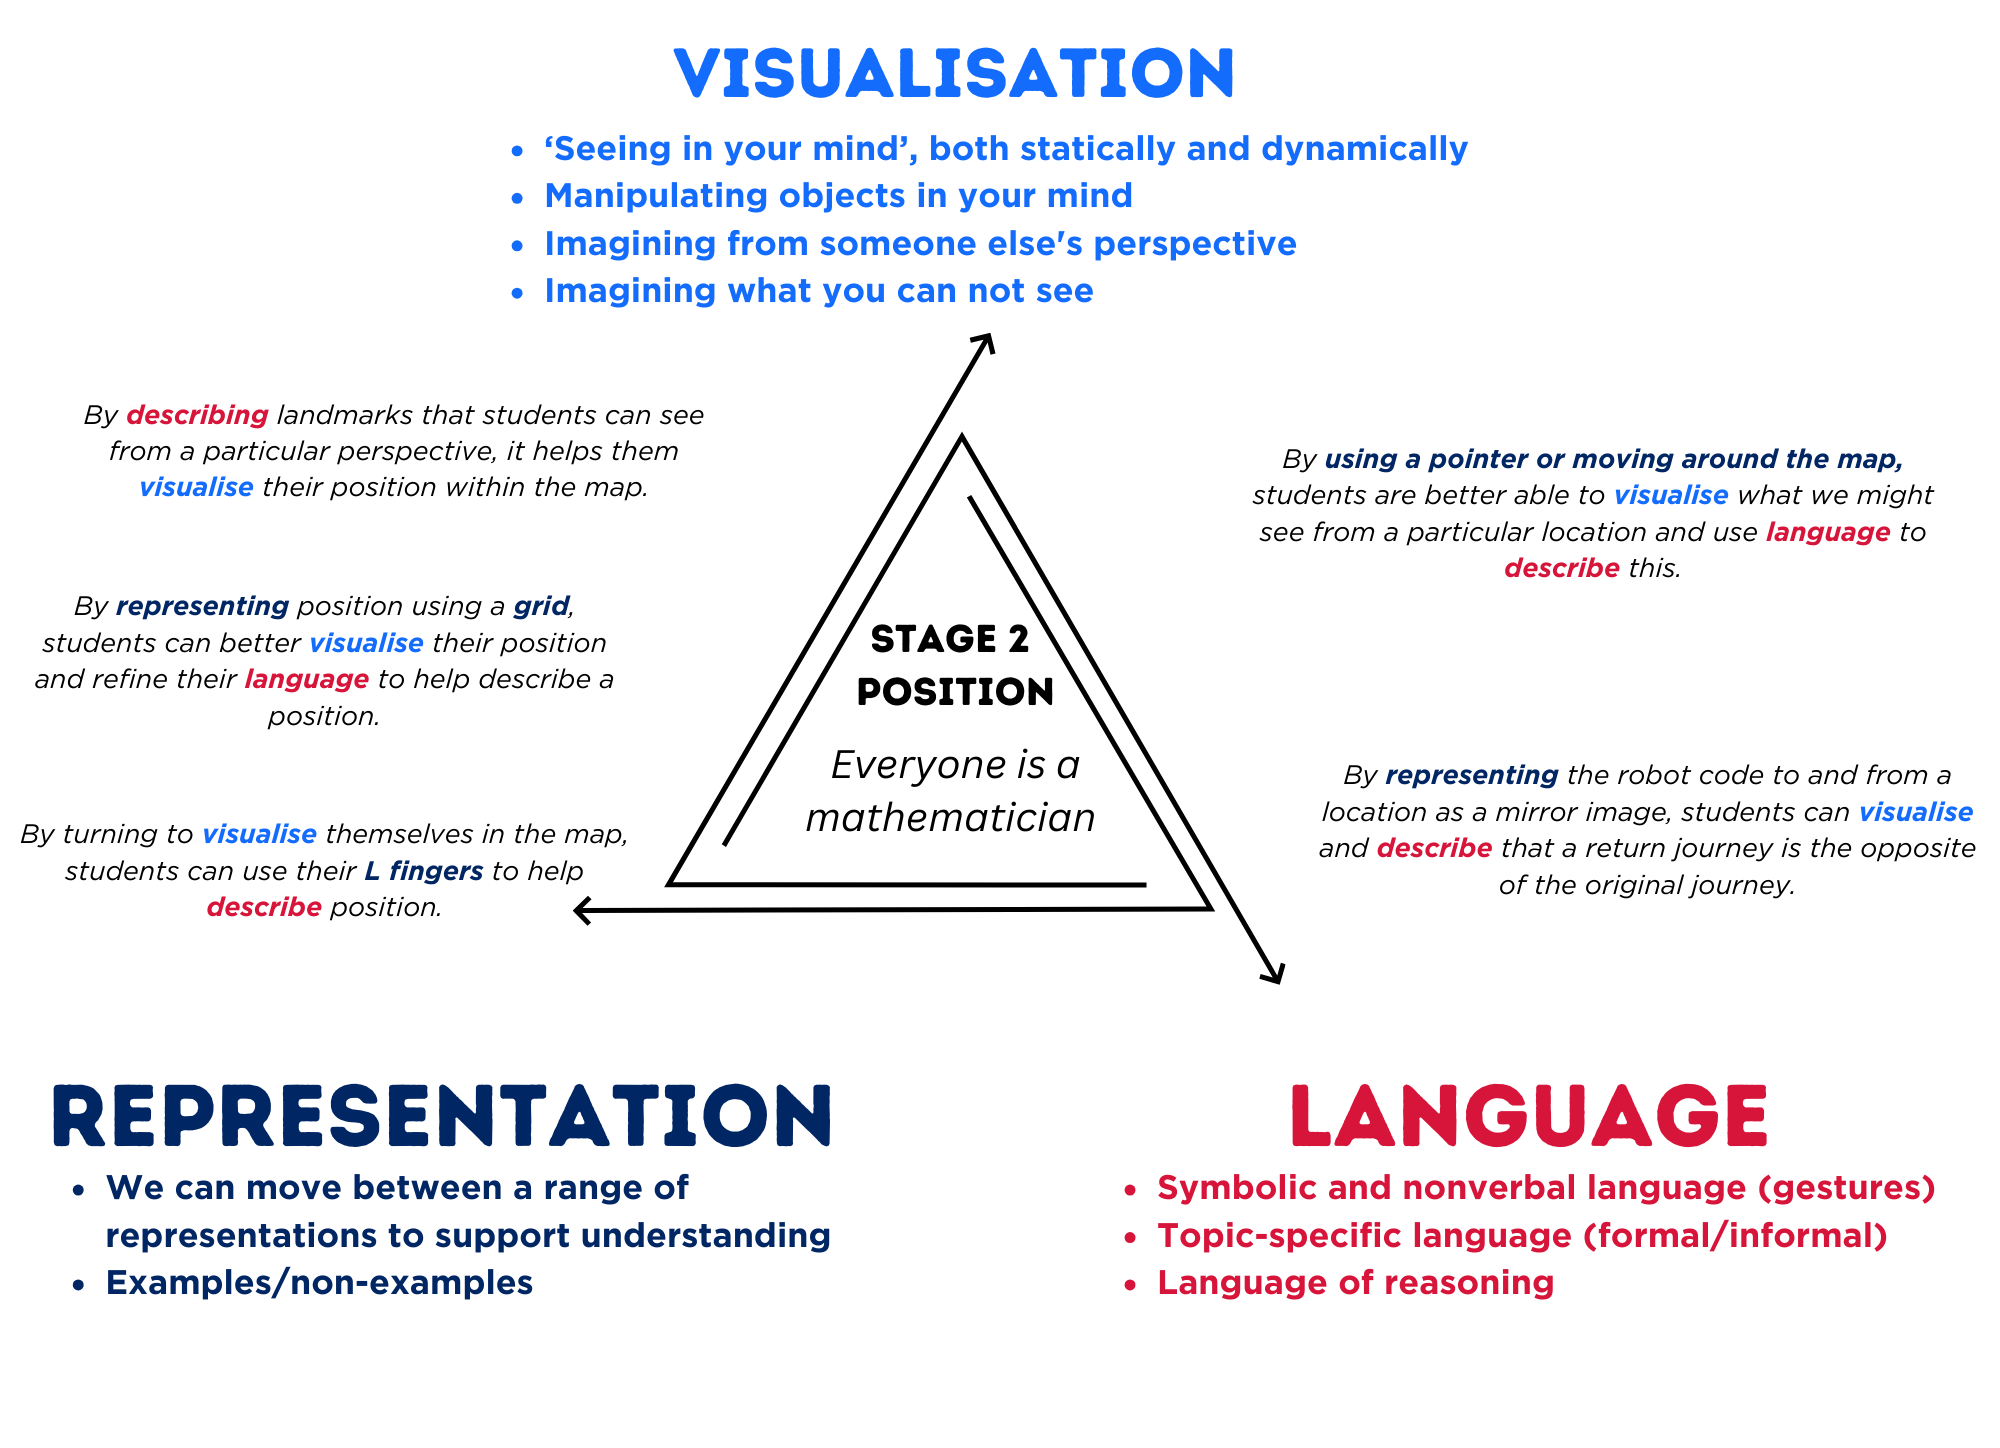 VISUALISATION
• ‘Seeing in your mind’, both statically and dynamically
• Manipulating objects in your mind
• Imagining from someone else's perspective
• Imagining what you can not see
By describing landmarks that students can see
from a particular perspective, it helps them
visualise their position within the map.
By representing position using a grid,
students can better visualise their position
and refine their language to help describe a
position.
By turning to visualise themselves in the map,
students can use their L fingers to help
describe position.
STAGE 2
POSITION
Everyone is a
mathematician
By using a pointer or moving around the map,
students are better able to visualise what we might
see from a particular location and use language to
describe this.
By representing the robot code to and from a
location as a mirror image, students can visualise
and describe that a return journey is the opposite
of the original journey.
REPRESENTATION
• We can move between a range of
representations to support understanding
• Examples/non-examples
LANGUAGE
• Symbolic and nonverbal language (gestures)
• Topic-specific language (formal/informal)
• Language of reasoning